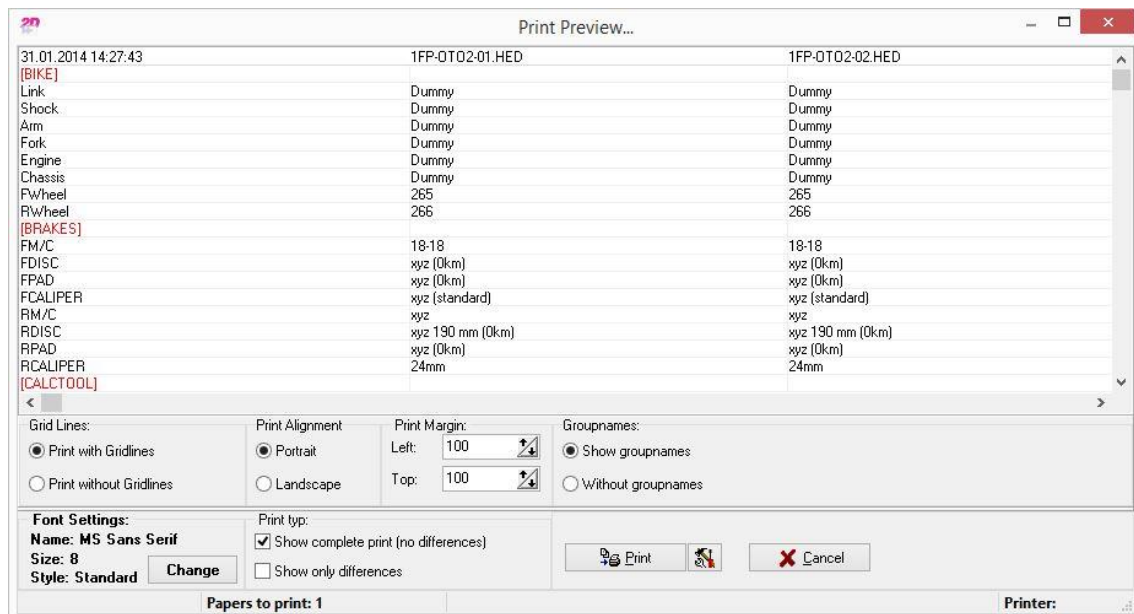 2D
Print Preview...
31.01.2014 14:27:43 1FP-OTO2-01.HED 1FP-OTO2-02.HED
[BIKE]
Link Dummy Dummy
Shock Dummy Dummy
Arm Dummy Dummy
Fork Dummy Dummy
Engine Dummy Dummy
Chassis Dummy Dummy
FWheel 265 265
RWheel 266 266
[BRAKES]
FM/C 18-18 18-18
FDISC xyz (0km) xyz (0km)
FPAD xyz (0km) xyz (0km)
FCALIPER xyz (standard) xyz (standard)
RM/C xyz xyz
RDISC xyz 190 mm (0km) xyz 190 mm (0km)
RPAD xyz (0km) xyz (0km)
RCALIPER 24mm 24mm
[CALCTOOL]
Grid Lines: Print Alignment Print Margin: Groupnames:
Print with Gridlines Portrait Left: 100 Show groupnames
Print without Gridlines Landscape Top: 100 Without groupnames
Font Settings: Print typ:
Name: MS Sans Serif Show complete print (no differences)
Size: 8 Print Cancel
Style: Standard Change Show only differences
Papers to print: 1 Printer: